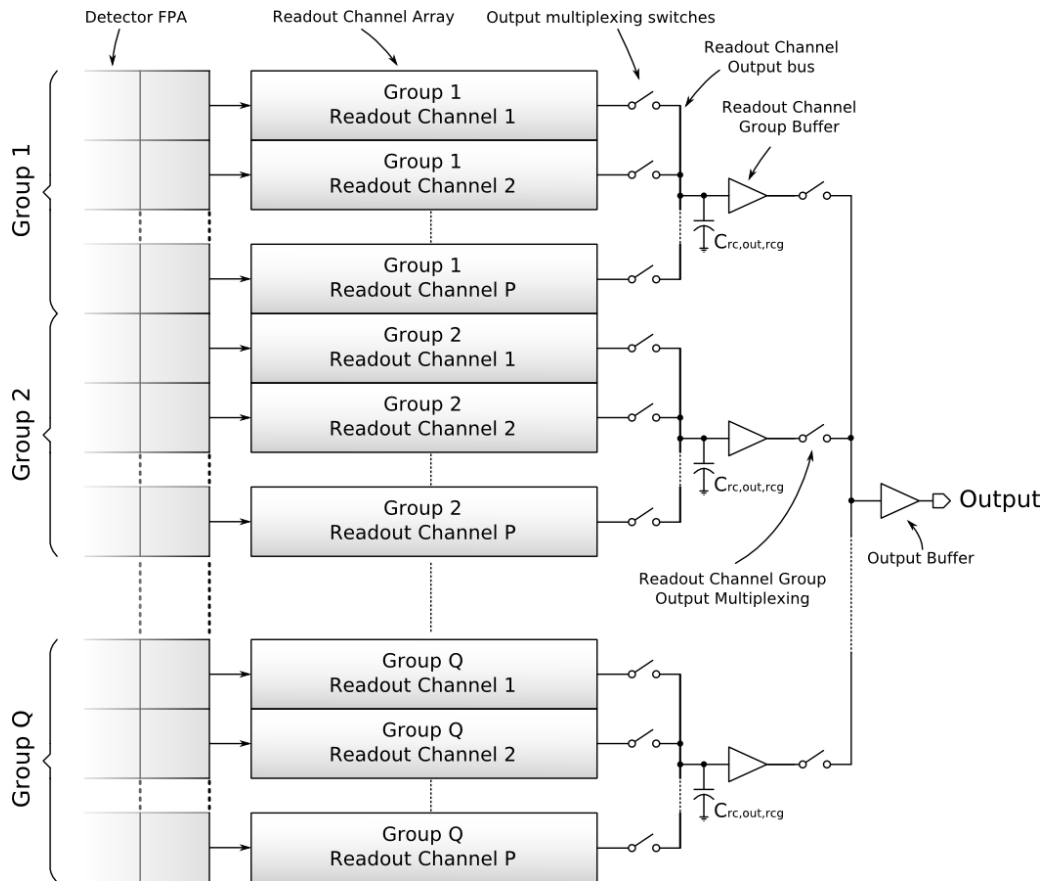 Detector FPA
Readout Channel Array
Output multiplexing switches
Readout Channel
Output bus
Readout Channel
Group Buffer
Group 1
Group 1
Readout Channel 1
Group 1
Readout Channel 2
Crc,out,rcg
Group 1
Readout Channel P
Group 2
Group 2
Readout Channel 1
Group 2
Readout Channel 2
Crc,out,rcg
Group 2
Readout Channel P
Output
Output Buffer
Readout Channel Group
Output Multiplexing
Group Q
Group Q
Readout Channel 1
Group Q
Readout Channel 2
Crc,out,rcg
Group Q
Readout Channel P